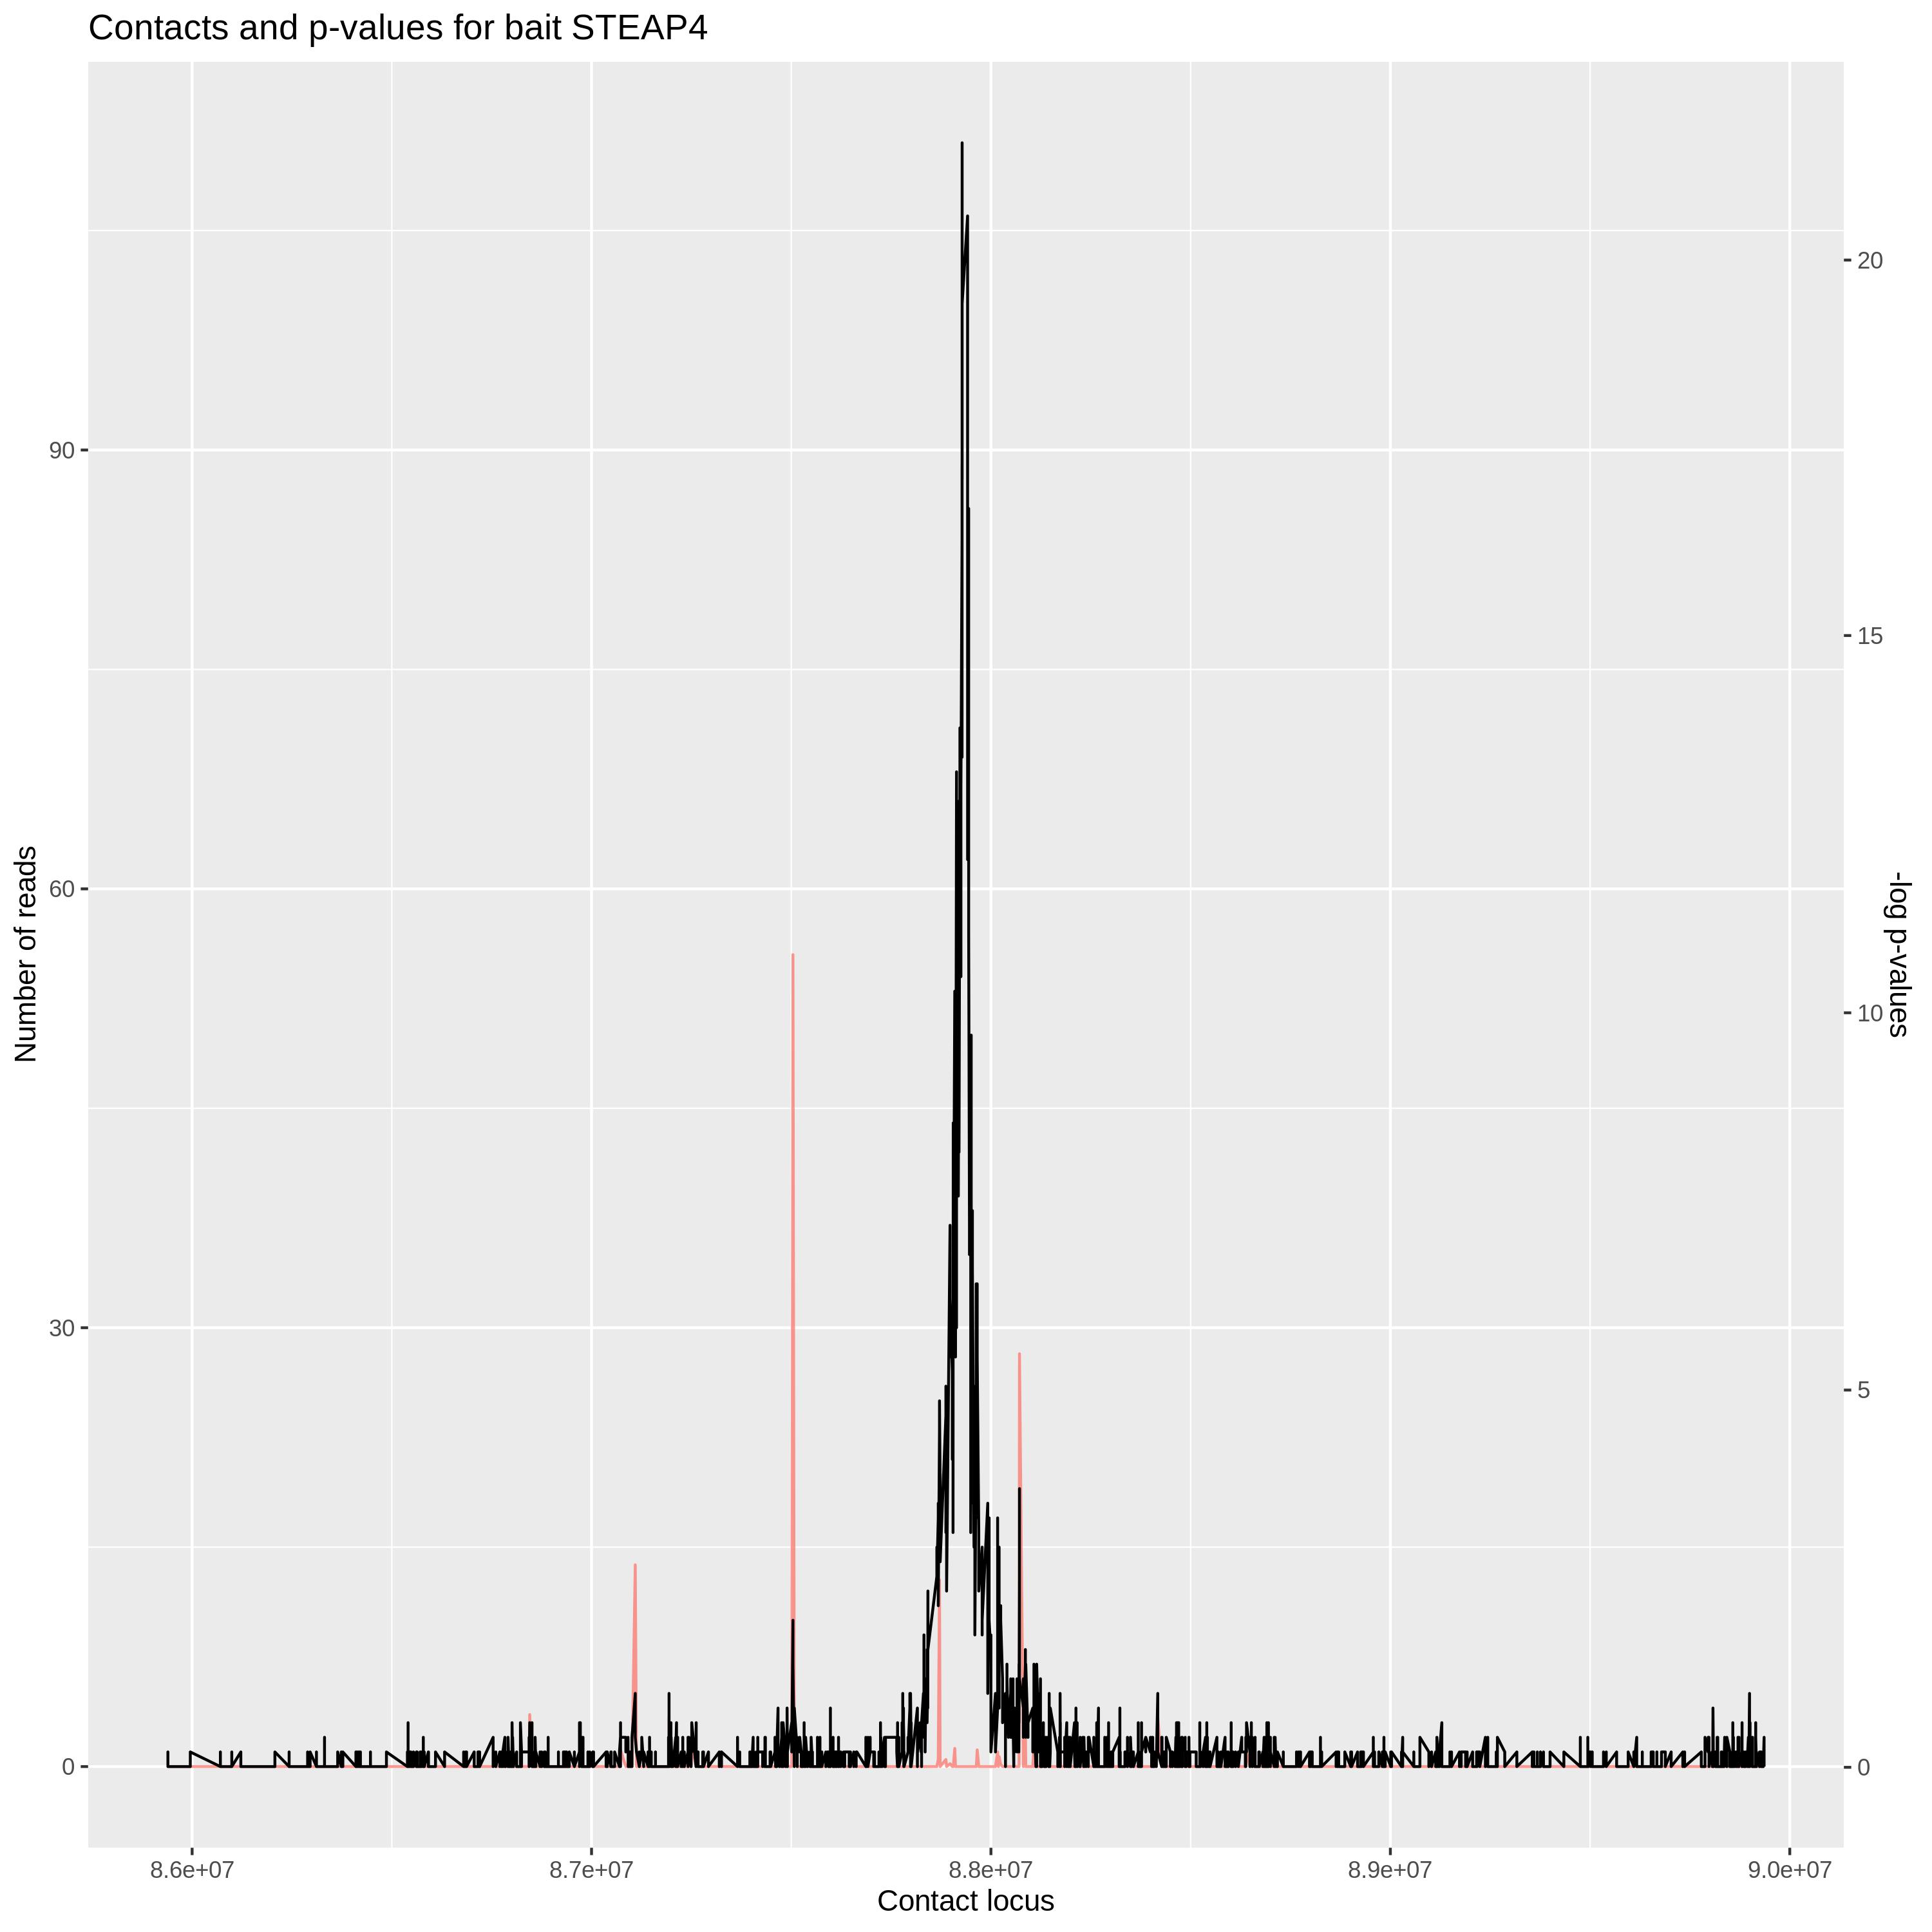 Contacts and p-values for bait STEAP4
Number of reads
90
60
30
0
20
15
10
5
0
-log p-values
8.6e+07 8.7e+07 8.8e+07 8.9e+07 9.0e+07
Contact locus